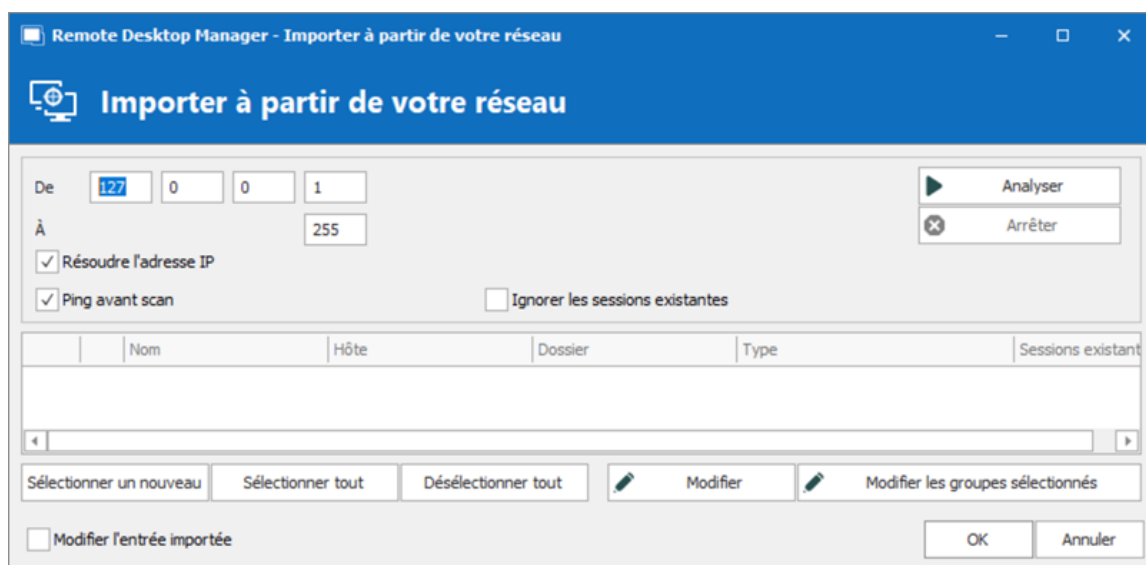 Remote Desktop Manager - Importer à partir de votre réseau
Importer à partir de votre réseau
De 127 0 0 1 Analyser
À 255 Arrêter
Résoudre l'adresse IP
Ping avant scan Ignorer les sessions existantes
Nom Hôte Dossier Type Sessions existant
Sélectionner un nouveau Sélectionner tout Désélectionner tout Modifier Modifier les groupes sélectionnés
Modifier l'entrée importée OK Annuler